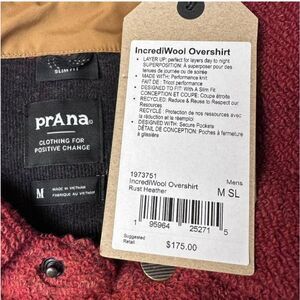 SLIM FIT
prAna
CLOTHING FOR
POSITIVE CHANGE
M
MADE IN VIETNAM
FABRIQUÉ AU VIETNAM
IncrediWool Overshirt
• LAYER UP: perfect for layers day to night
SUPERPOSITION: À superposer pour des
tenues de journée ou de soirée
• MADE WITH: Performance knit
FAIT DE : Tricot performance
• DESIGNED TO FIT: With A Slim Fit
CONCEPTION ET COUPE: Coupe étroite
• RECYCLED: Reduce & Reuse to Respect our
Resources
RECYCLÉ: Protéger nos ressources avec
la réduction et le réemploi
• DESIGNED WITH: Secure Pockets
DÉTAIL DE CONCEPTION: Poches à fermeture
à glissière
1973751
IncrediWool Overshirt
Rust Heather
Mens
M SL
1 95964 25271 5
Suggested
Retail
$175.00